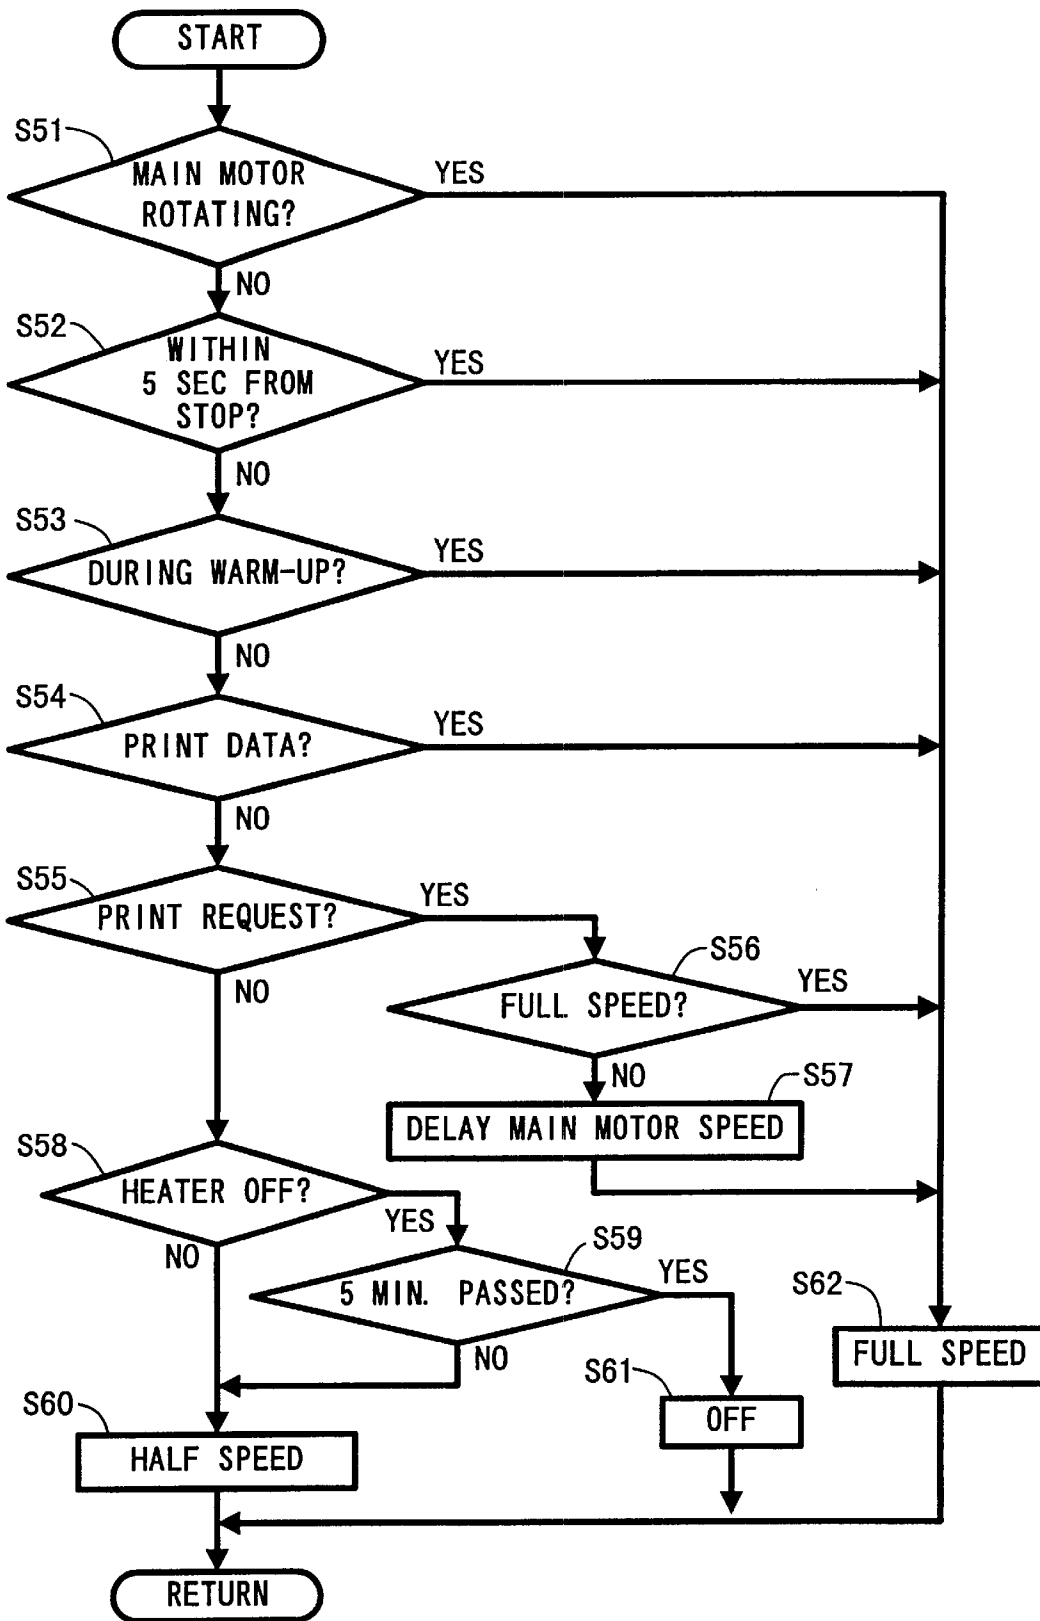 START
S51
MAIN MOTOR
ROTATING?
YES
NO
S52
WITHIN
5 SEC FROM
STOP?
YES
NO
S53
DURING WARM-UP?
YES
NO
S54
PRINT DATA?
YES
NO
S55
PRINT REQUEST?
YES
NO
S56
FULL SPEED?
YES
NO
S57
DELAY MAIN MOTOR SPEED
S58
HEATER OFF?
YES
NO
S59
5 MIN. PASSED?
YES
NO
S62
FULL SPEED
S61
OFF
S60
HALF SPEED
RETURN